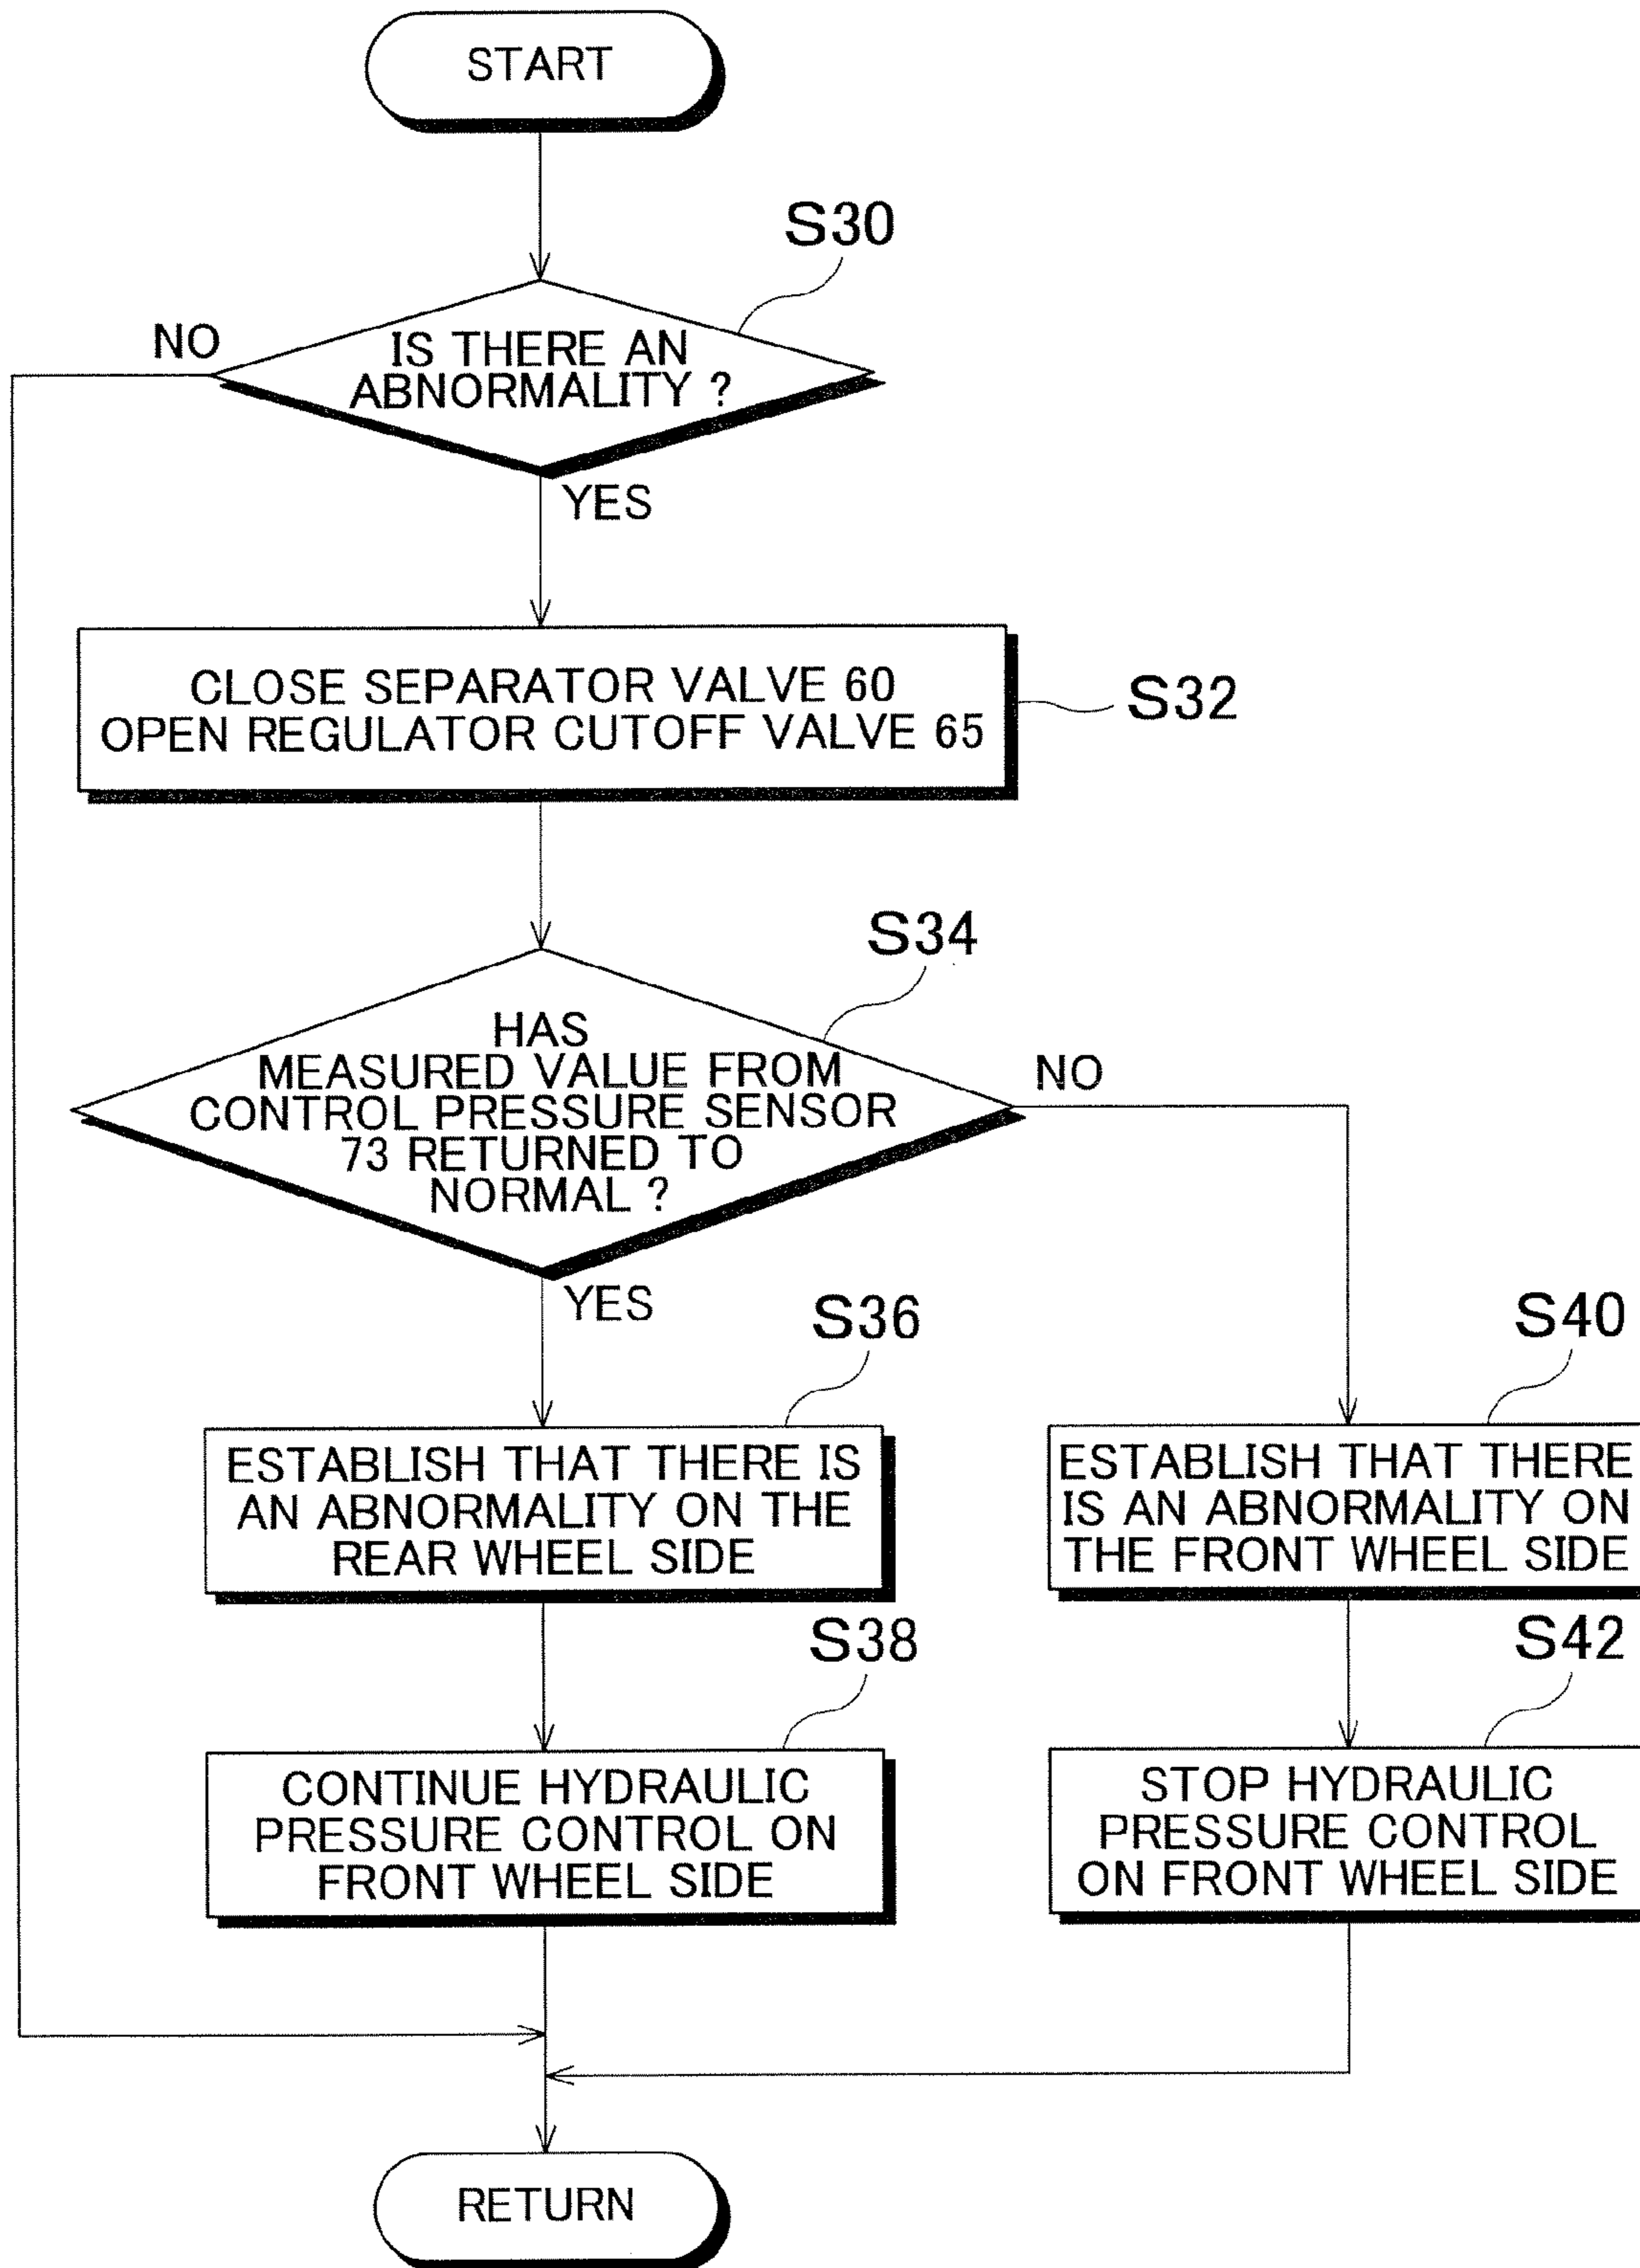 START
S30
NO
IS THERE AN
ABNORMALITY ?
YES
CLOSE SEPARATOR VALVE 60
OPEN REGULATOR CUTOFF VALVE 65
S32
S34
HAS
MEASURED VALUE FROM
CONTROL PRESSURE SENSOR
73 RETURNED TO
NORMAL ?
NO
YES
S36
ESTABLISH THAT THERE IS
AN ABNORMALITY ON THE
REAR WHEEL SIDE
S40
ESTABLISH THAT THERE
IS AN ABNORMALITY ON
THE FRONT WHEEL SIDE
S38
CONTINUE HYDRAULIC
PRESSURE CONTROL ON
FRONT WHEEL SIDE
S42
STOP HYDRAULIC
PRESSURE CONTROL
ON FRONT WHEEL SIDE
RETURN